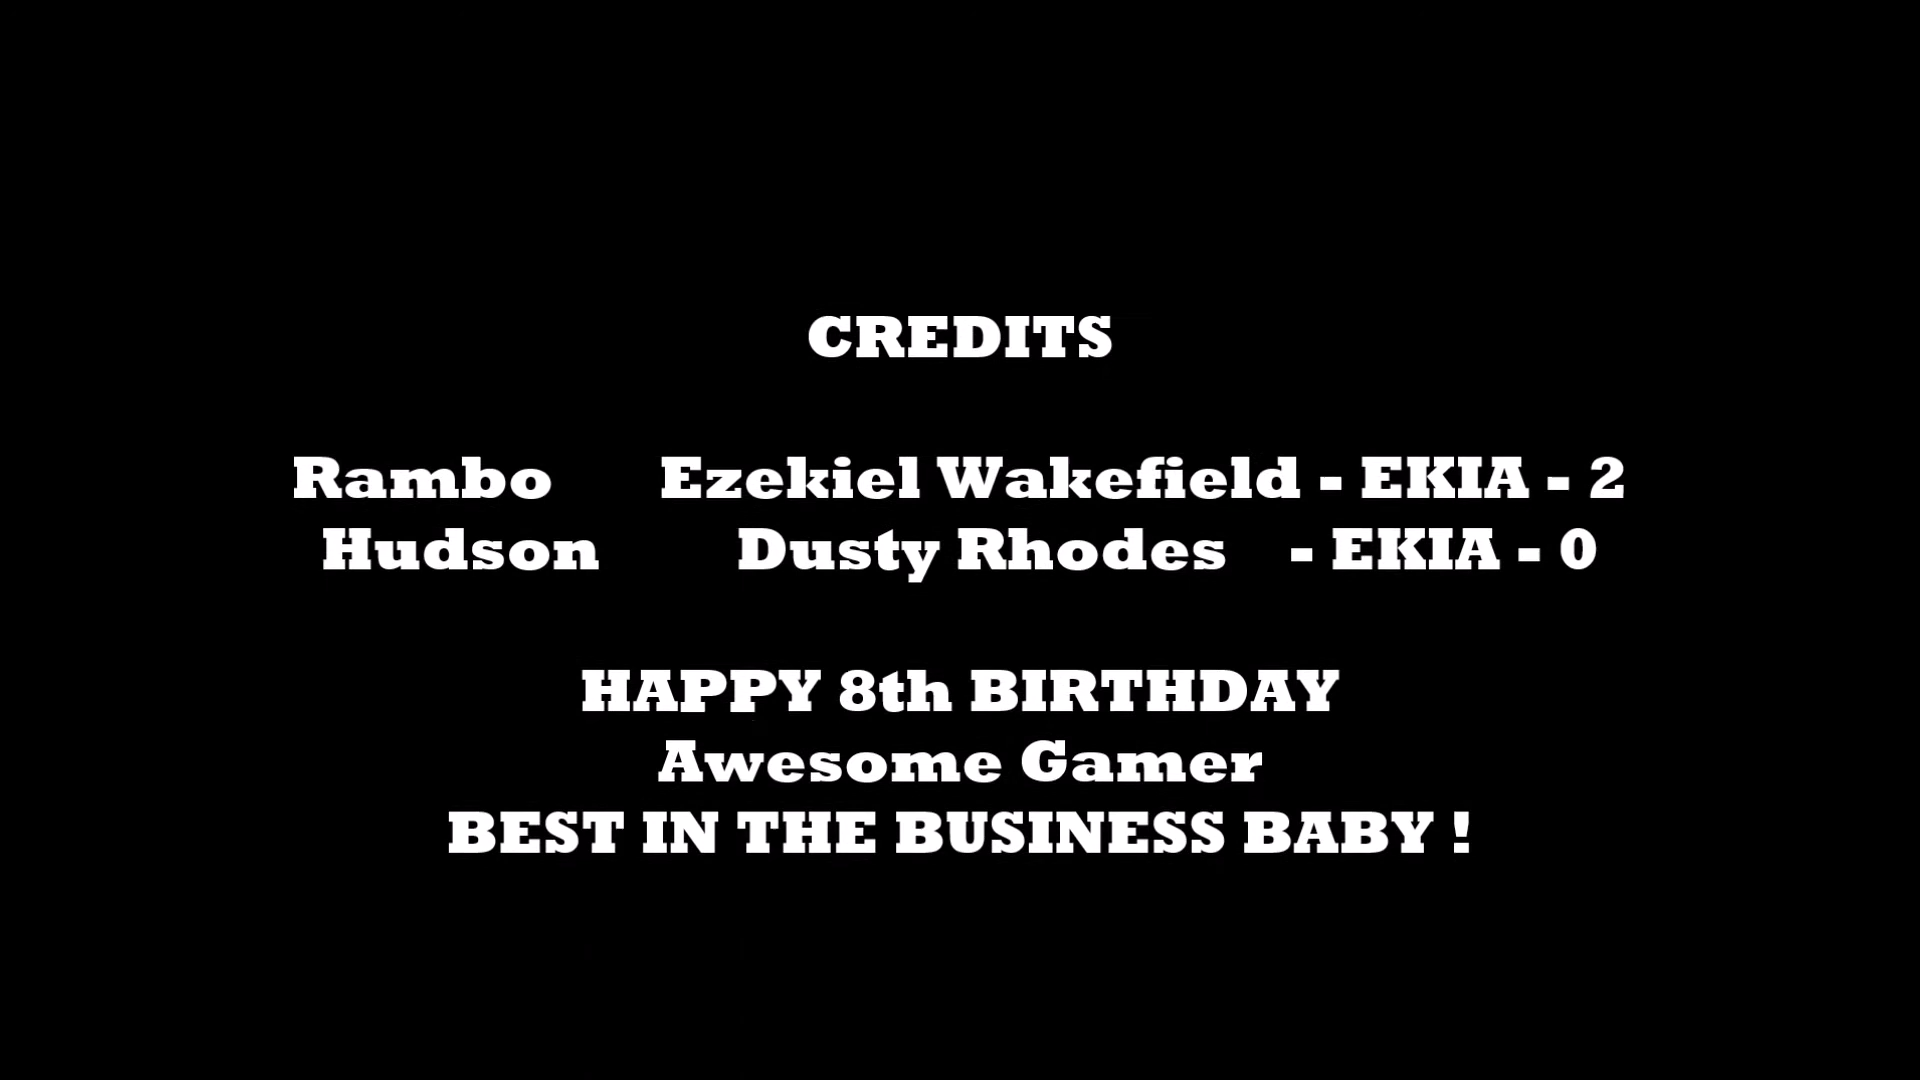 CREDITS
Rambo Ezekiel Wakefield - EKIA - 2
Hudson Dusty Rhodes - EKIA - 0
HAPPY 8th BIRTHDAY
Awesome Gamer
BEST IN THE BUSINESS BABY !